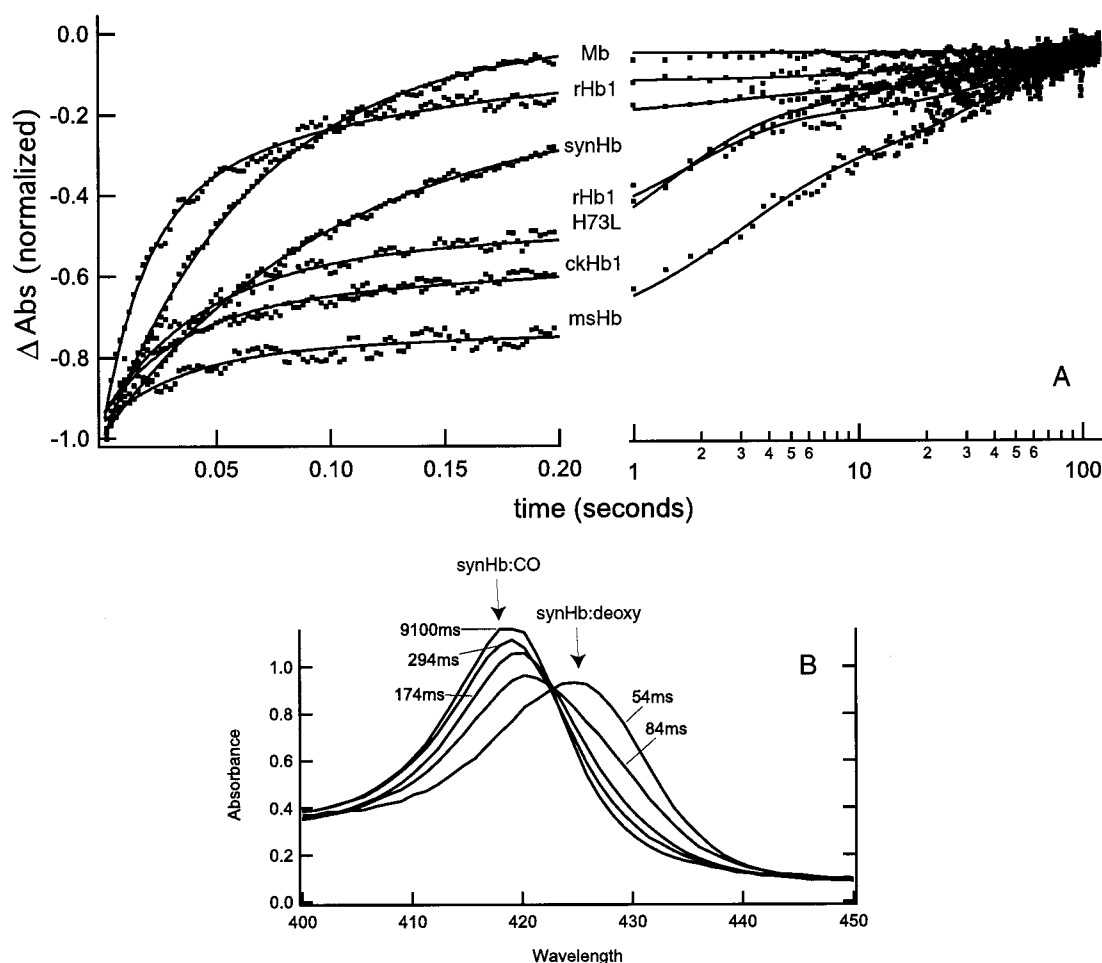 0.0
-0.2
-0.4
-0.6
-0.8
-1.0
Δ Abs (normalized)
Mb
rHb1
synHb
rHb1
H73L
ckHb1
msHb
A
0.05
0.10
0.15
0.20
1
2
3
4
5
6
10
2
3
4
5
6
100
time (seconds)
synHb:CO
synHb:deoxy
9100ms
294ms
174ms
54ms
84ms
B
1.0
0.8
0.6
0.4
0.2
0.0
Absorbance
400
410
420
430
440
450
Wavelength